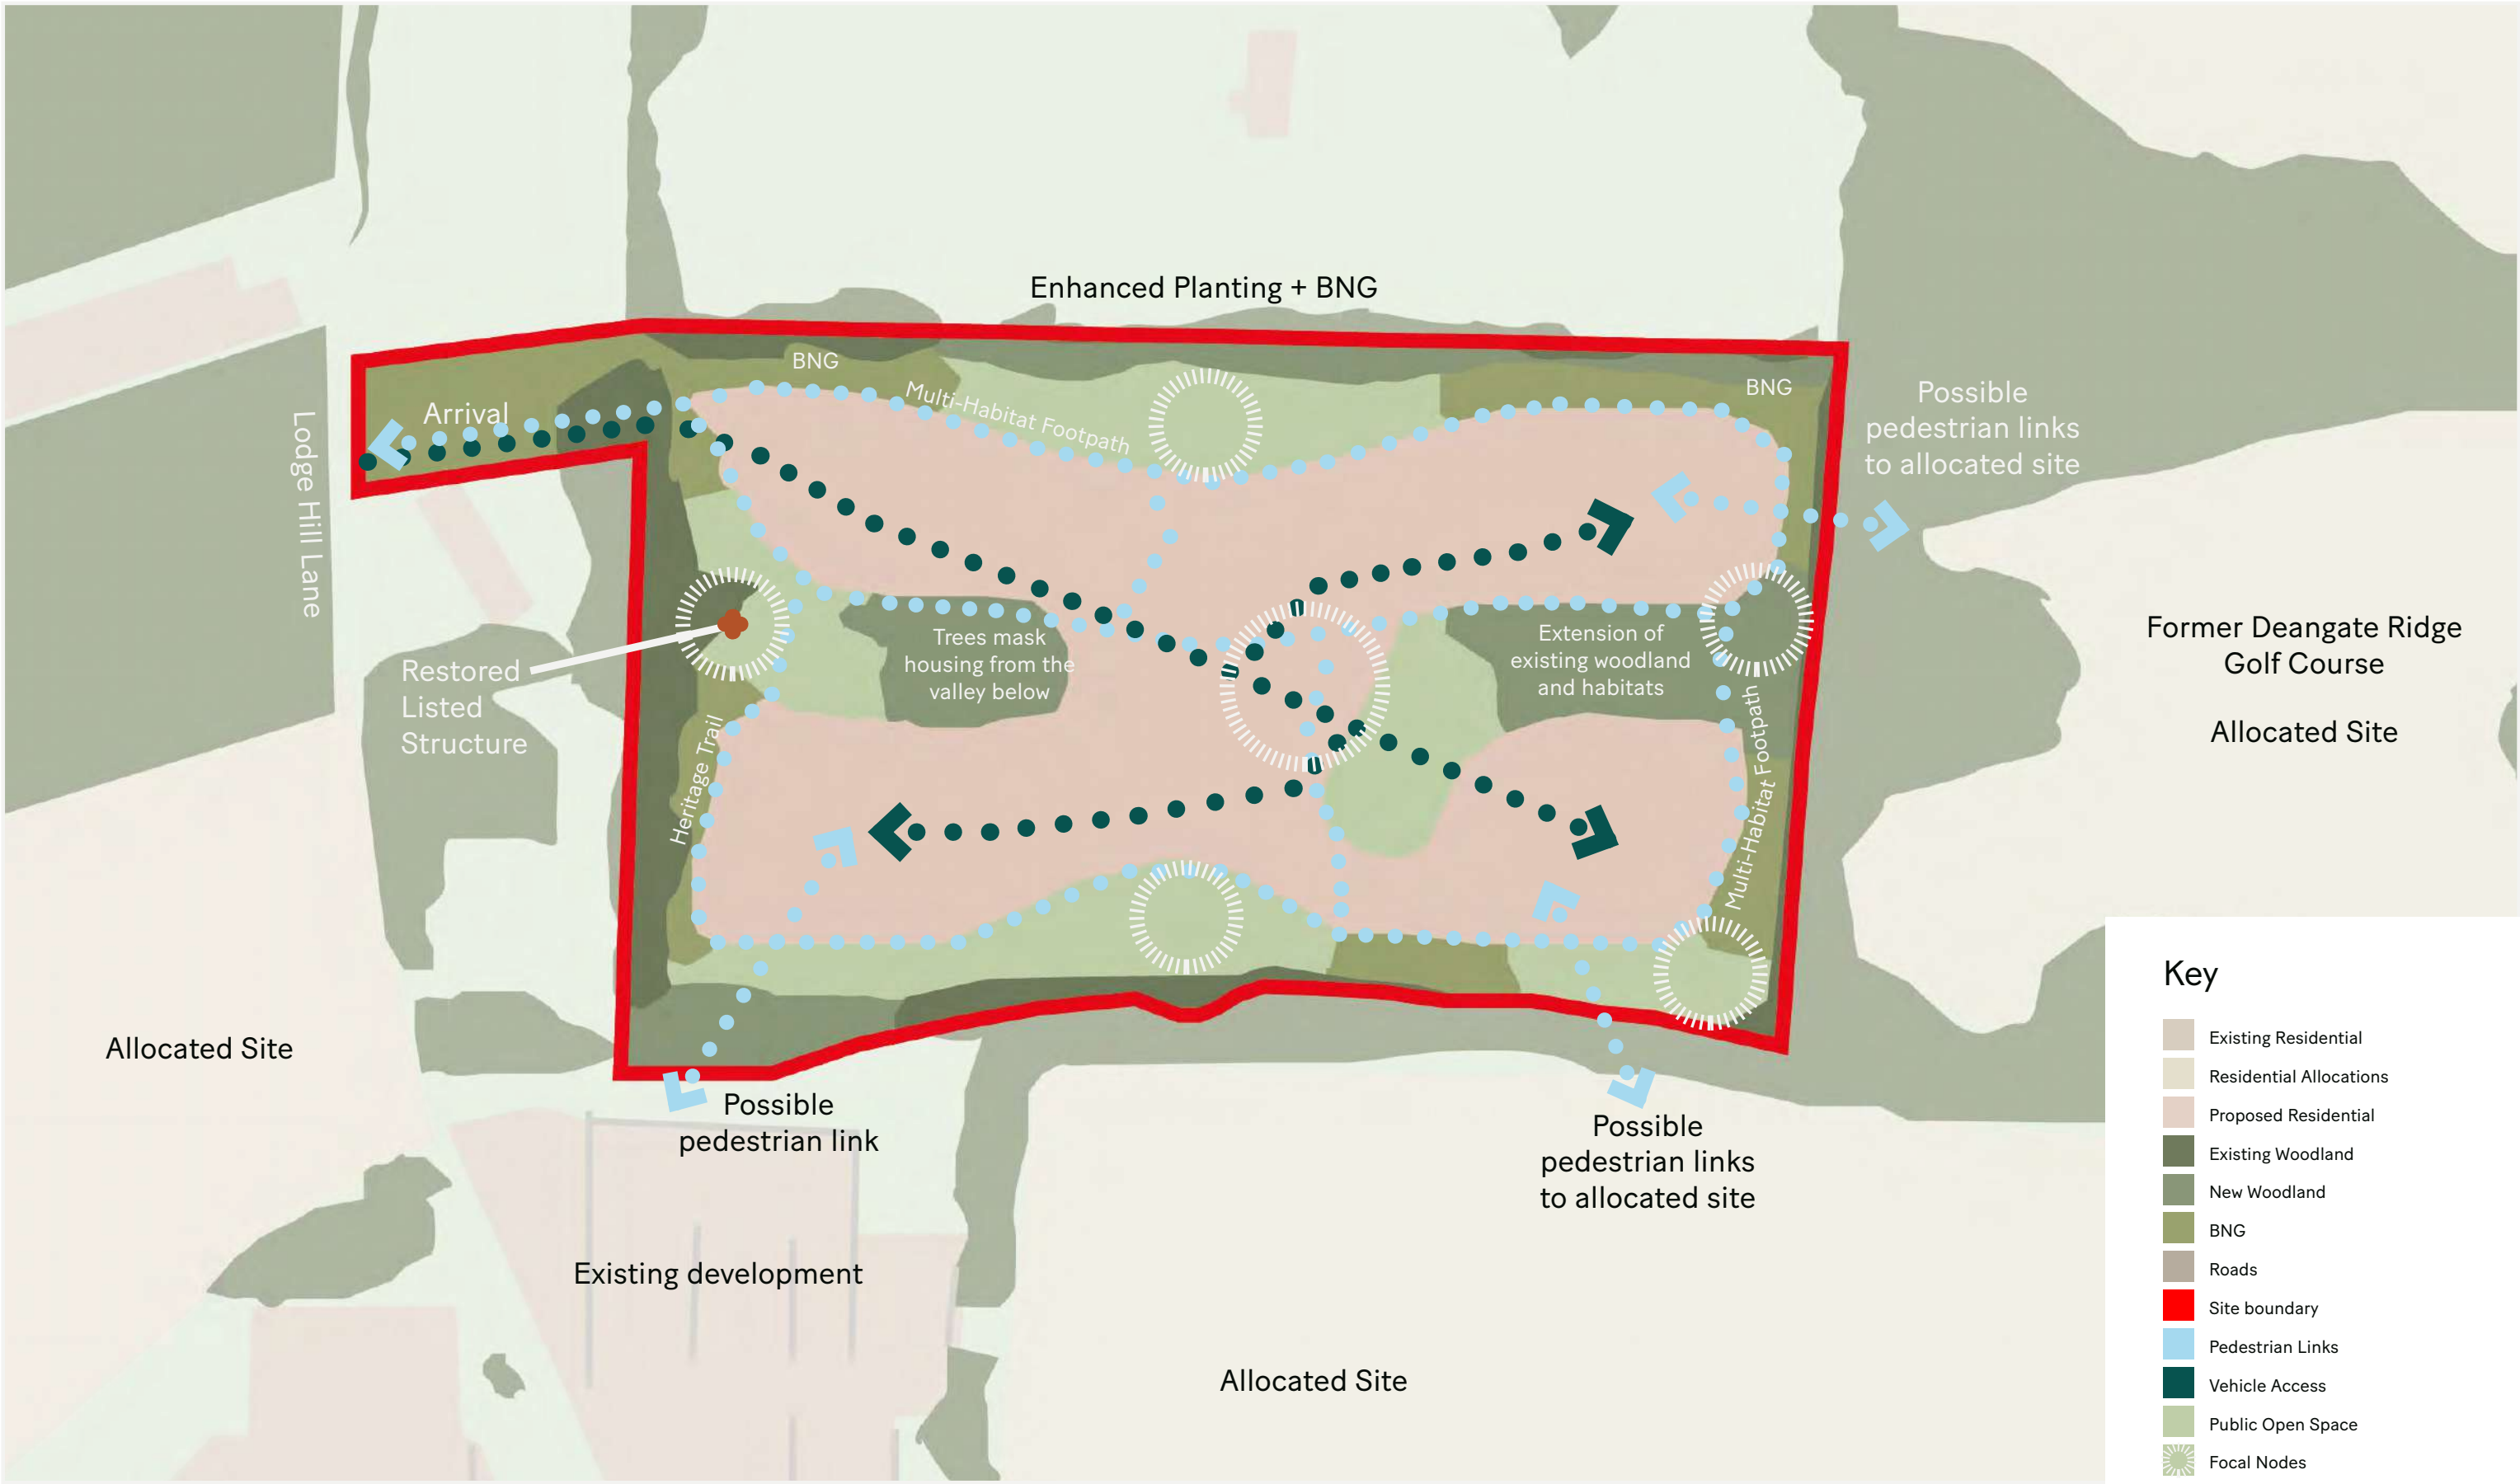 Enhanced Planting + BNG
BNG
BNG
Multi-Habitat Footpath
Arrival
Lodge Hill Lane
Possible
pedestrian links
to allocated site
Restored
Listed
Structure
Trees mask
housing from the
valley below
Extension of
existing woodland
and habitats
Former Deangate Ridge
Golf Course
Allocated Site
Heritage Trail
Multi-Habitat Footpath
Allocated Site
Possible
pedestrian link
Possible
pedestrian links
to allocated site
Existing development
Allocated Site
Key
Existing Residential
Residential Allocations
Proposed Residential
Existing Woodland
New Woodland
BNG
Roads
Site boundary
Pedestrian Links
Vehicle Access
Public Open Space
Focal Nodes